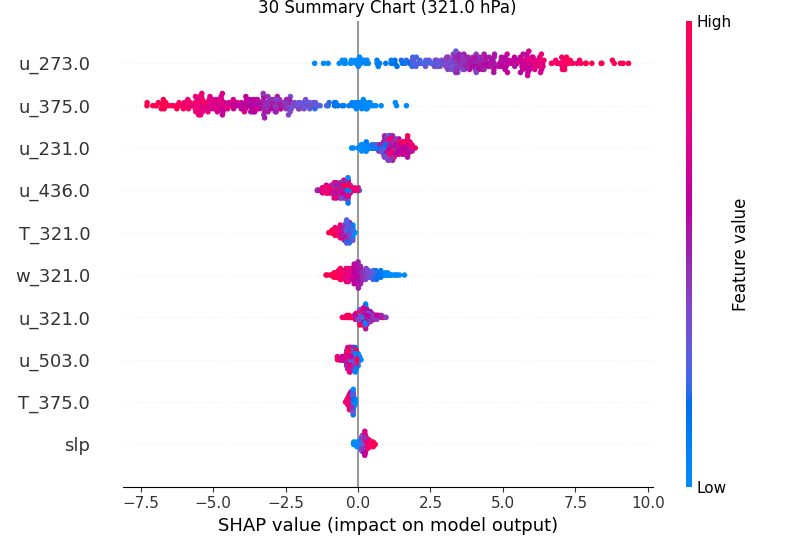 30 Summary Chart (321.0 hPa)
High
u_273.0
u_375.0
u_231.0
u_436.0
T_321.0
w_321.0
u_321.0
u_503.0
T_375.0
slp
Feature value
Low
−7.5 −5.0 −2.5 0.0 2.5 5.0 7.5 10.0
SHAP value (impact on model output)